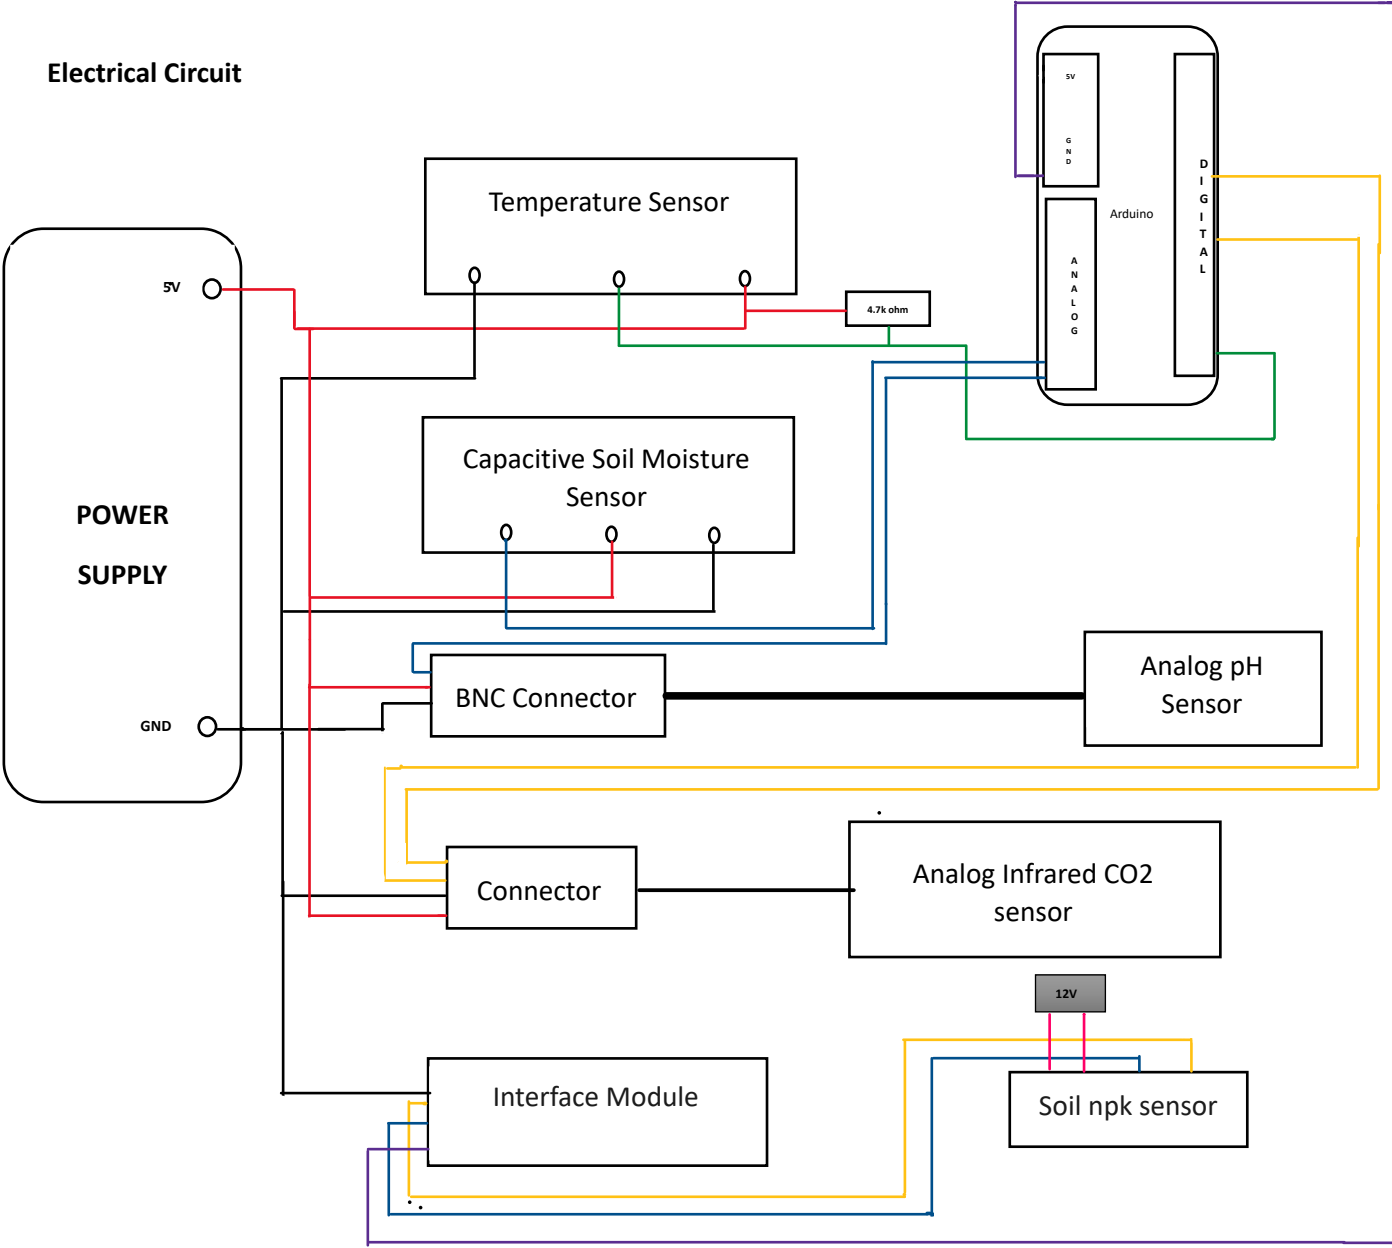 Electrical Circuit
5V
GND
Arduino
DIGITAL
ANALOG
Temperature Sensor
5V
4.7k ohm
Capacitive Soil Moisture
Sensor
POWER
SUPPLY
Analog pH
Sensor
BNC Connector
GND
Analog Infrared CO2
sensor
Connector
12V
Interface Module
Soil npk sensor